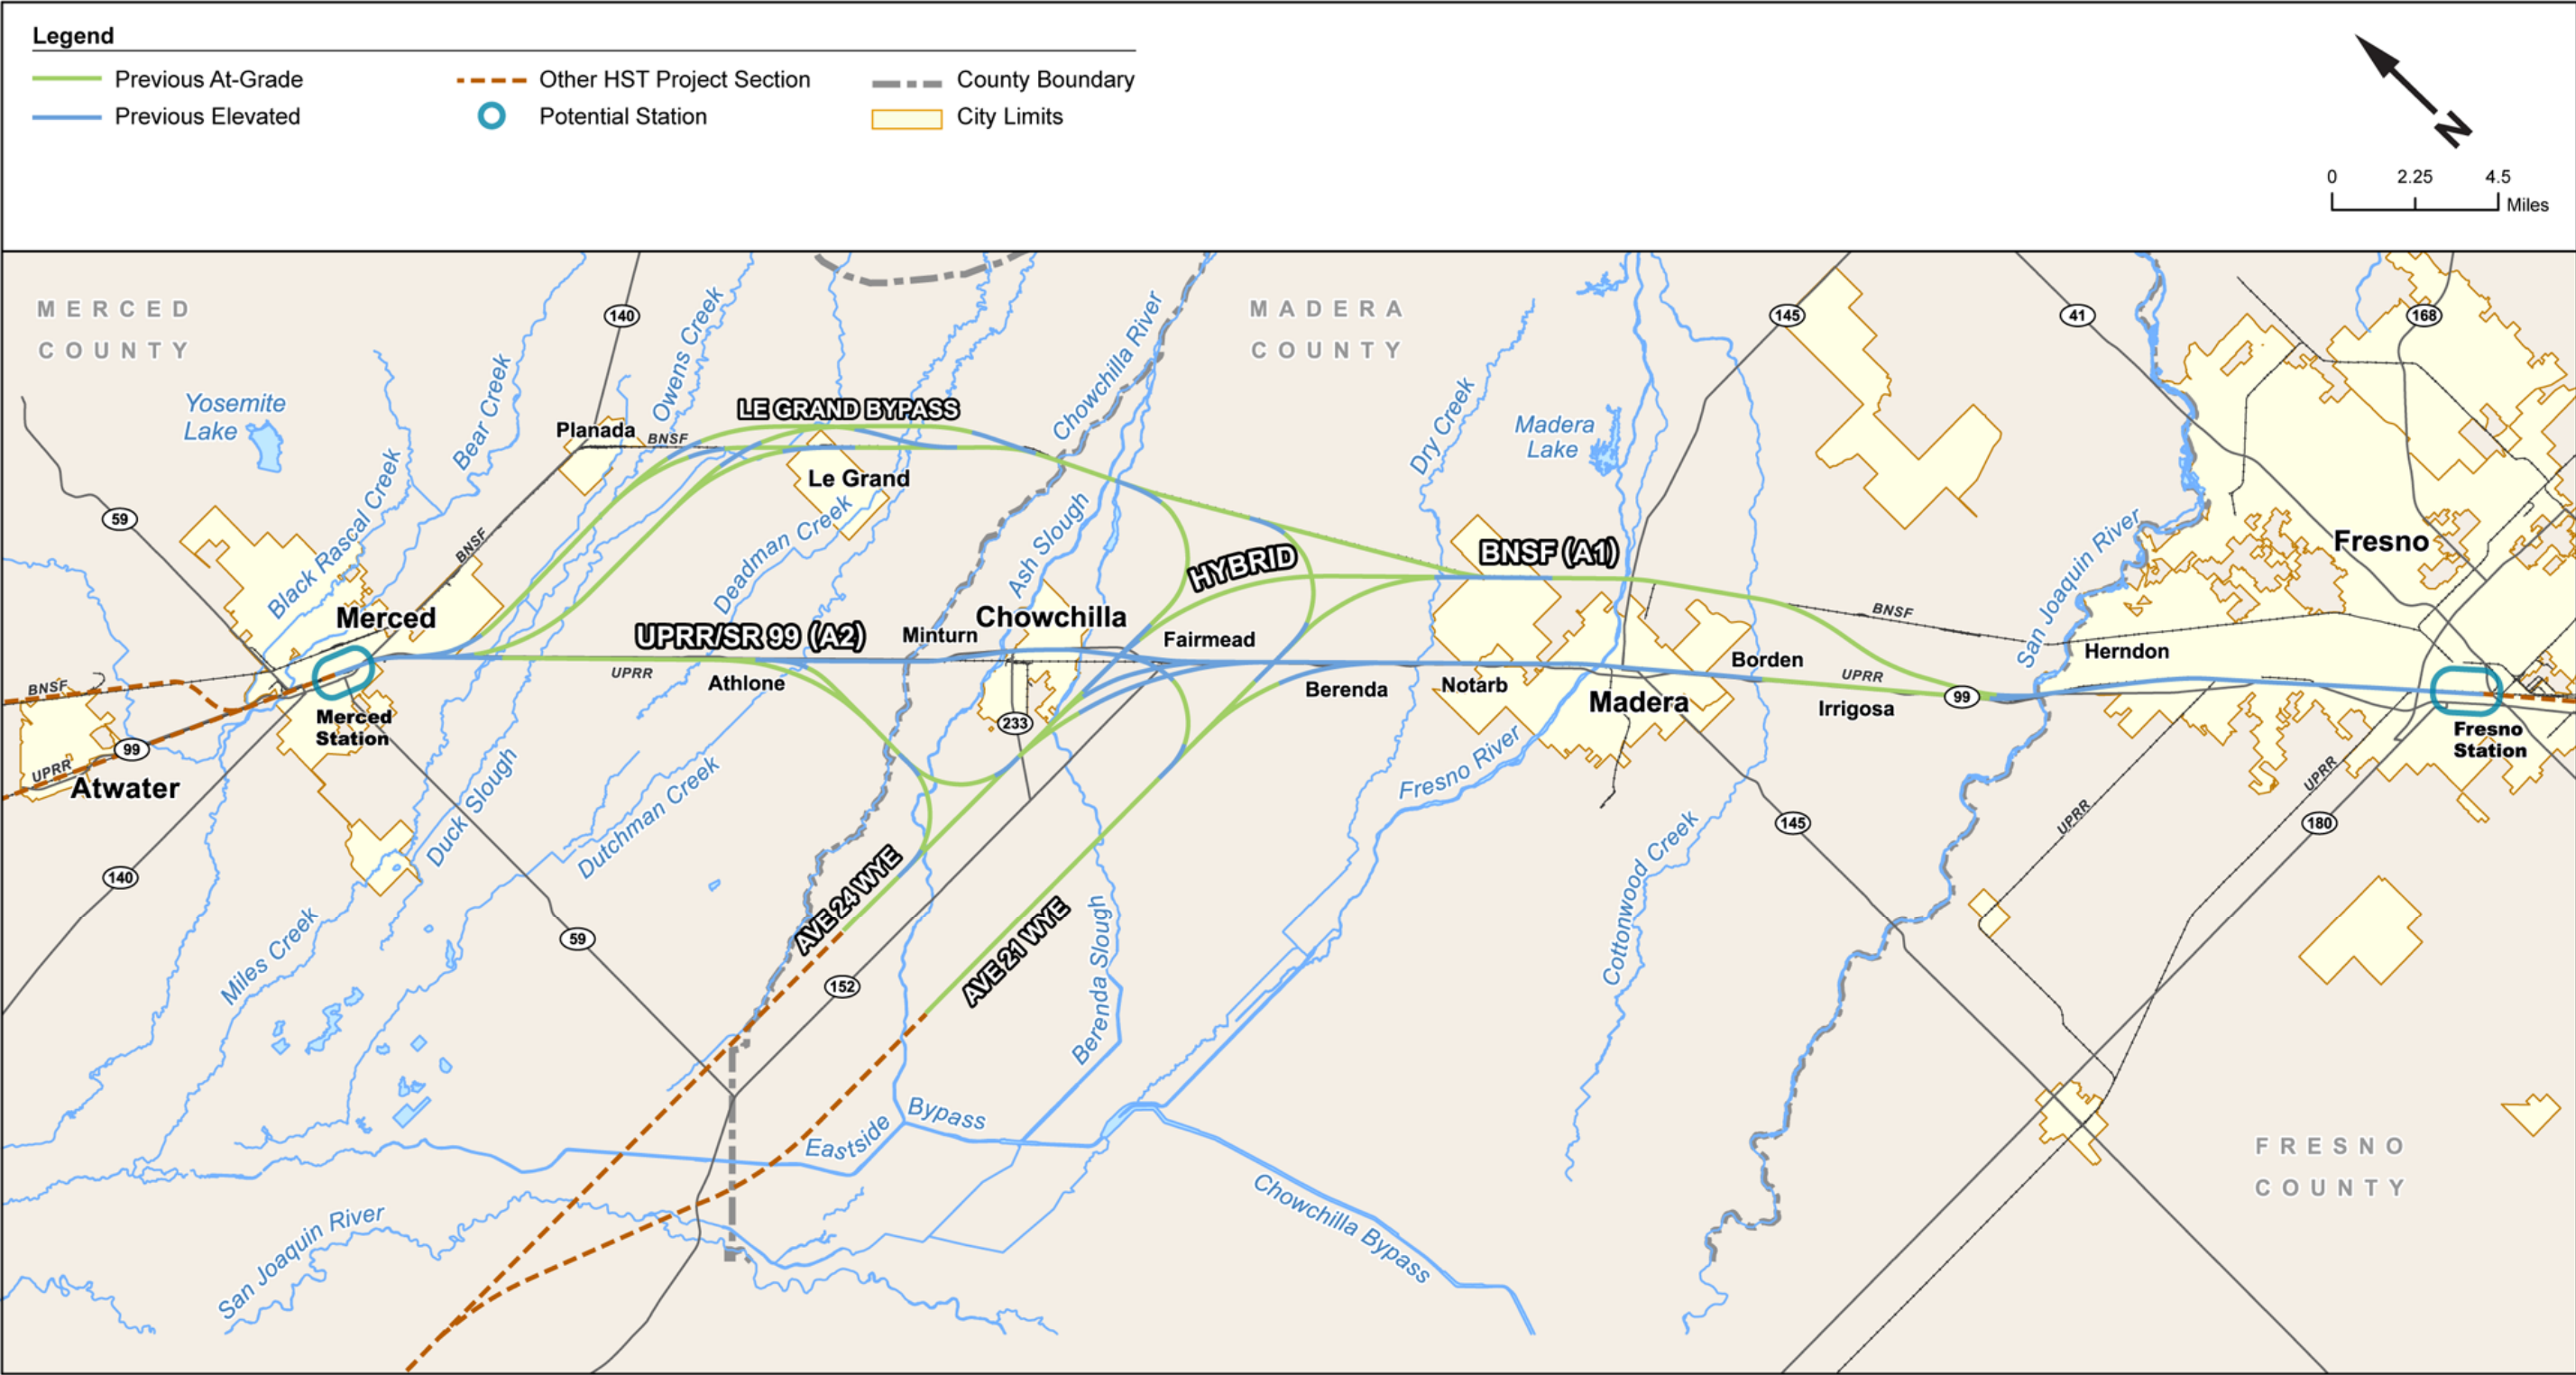 Legend
Previous At-Grade
Previous Elevated
Other HST Project Section
Potential Station
County Boundary
City Limits
N
0 2.25 4.5
Miles
MERCED
COUNTY
MADERA
COUNTY
140
145
41
168
Yosemite
Lake
Bear Creek
Owens Creek
Chowchilla River
Planada
BNSF
LE GRAND BYPASS
Le Grand
Dry Creek
Madera
Lake
59
Black Rascal Creek
BNSF
Deadman Creek
Ash Slough
HYBRID
BNSF (A1)
San Joaquin River
Fresno
Merced
UPRR/SR 99 (A2)
Minturn
Chowchilla
Fairmead
BNSF
Herndon
BNSF
UPRR
Athlone
Berenda
Notarb
Madera
Borden
UPRR
Irrigosa
99
Merced
Station
233
Fresno
Station
99
UPRR
Atwater
Duck Slough
Dutchman Creek
Fresno River
UPRR
UPRR
140
145
180
Miles Creek
59
AVE 24 WYE
152
AVE 21 WYE
Berenda Slough
Cottonwood Creek
Eastside
Bypass
San Joaquin River
Chowchilla Bypass
FRESNO
COUNTY